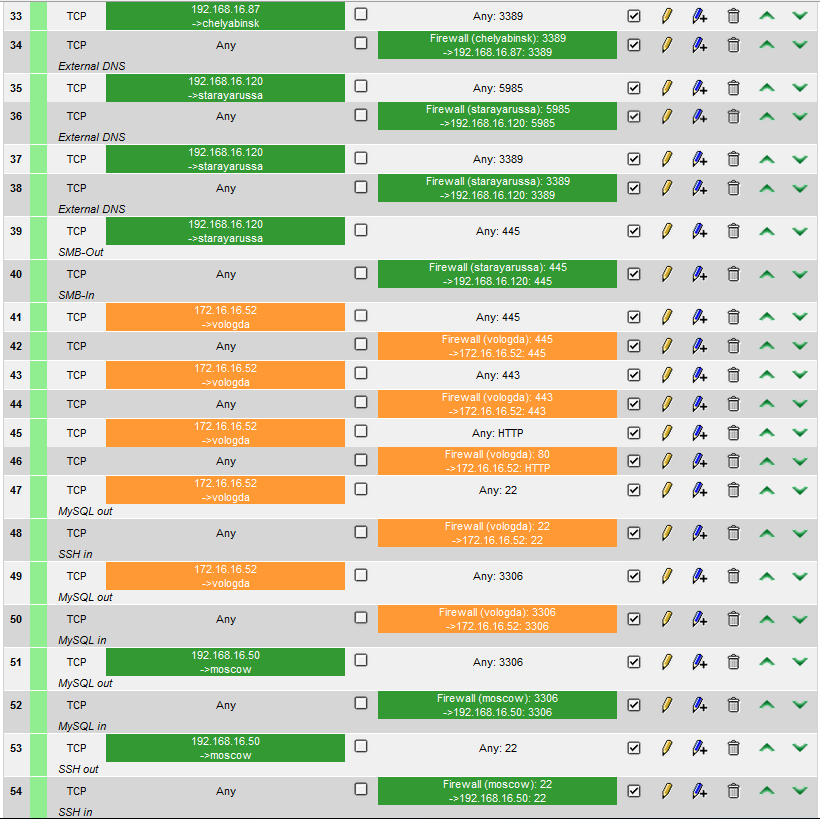 33 TCP 192.168.16.87 Any: 3389
->chelyabinsk
34 TCP Any Firewall (chelyabinsk): 3389
->192.168.16.87: 3389
External DNS
35 TCP 192.168.16.120 Any: 5985
->starayarussa
36 TCP Any Firewall (starayarussa): 5985
->192.168.16.120: 5985
External DNS
37 TCP 192.168.16.120 Any: 3389
->starayarussa
38 TCP Any Firewall (starayarussa): 3389
->192.168.16.120: 3389
External DNS
39 TCP 192.168.16.120 Any: 445
->starayarussa
SMB-Out
40 TCP Any Firewall (starayarussa): 445
->192.168.16.120: 445
SMB-In
41 TCP 172.16.16.52 Any: 445
->vologda
42 TCP Any Firewall (vologda): 445
->172.16.16.52: 445
43 TCP 172.16.16.52 Any: 443
->vologda
44 TCP Any Firewall (vologda): 443
->172.16.16.52: 443
45 TCP 172.16.16.52 Any: HTTP
->vologda
46 TCP Any Firewall (vologda): 80
->172.16.16.52: HTTP
47 TCP 172.16.16.52 Any: 22
->vologda
MySQL out
48 TCP Any Firewall (vologda): 22
->172.16.16.52: 22
SSH in
49 TCP 172.16.16.52 Any: 3306
->vologda
MySQL out
50 TCP Any Firewall (vologda): 3306
->172.16.16.52: 3306
MySQL in
51 TCP 192.168.16.50 Any: 3306
->moscow
MySQL out
52 TCP Any Firewall (moscow): 3306
->192.168.16.50: 3306
MySQL in
53 TCP 192.168.16.50 Any: 22
->moscow
SSH out
54 TCP Any Firewall (moscow): 22
->192.168.16.50: 22
SSH in